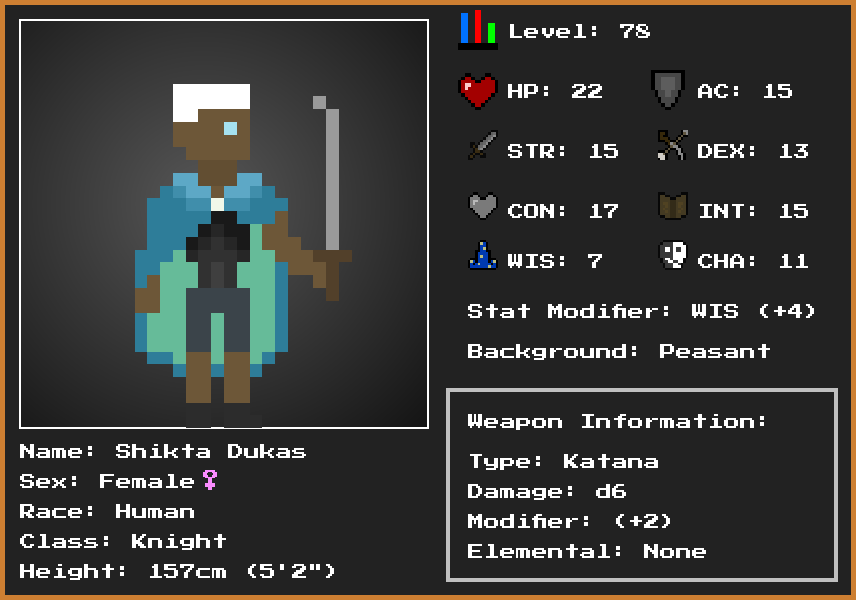 Level: 78
HP: 22 AC: 15
STR: 15 DEX: 13
CON: 17 INT: 15
WIS: 7 CHA: 11
Stat Modifier: WIS (+4)
Background: Peasant
Weapon Information:
Type: Katana
Damage: d6
Modifier: (+2)
Elemental: None
Name: Shikta Dukas
Sex: Female♀
Race: Human
Class: Knight
Height: 157cm (5'2")